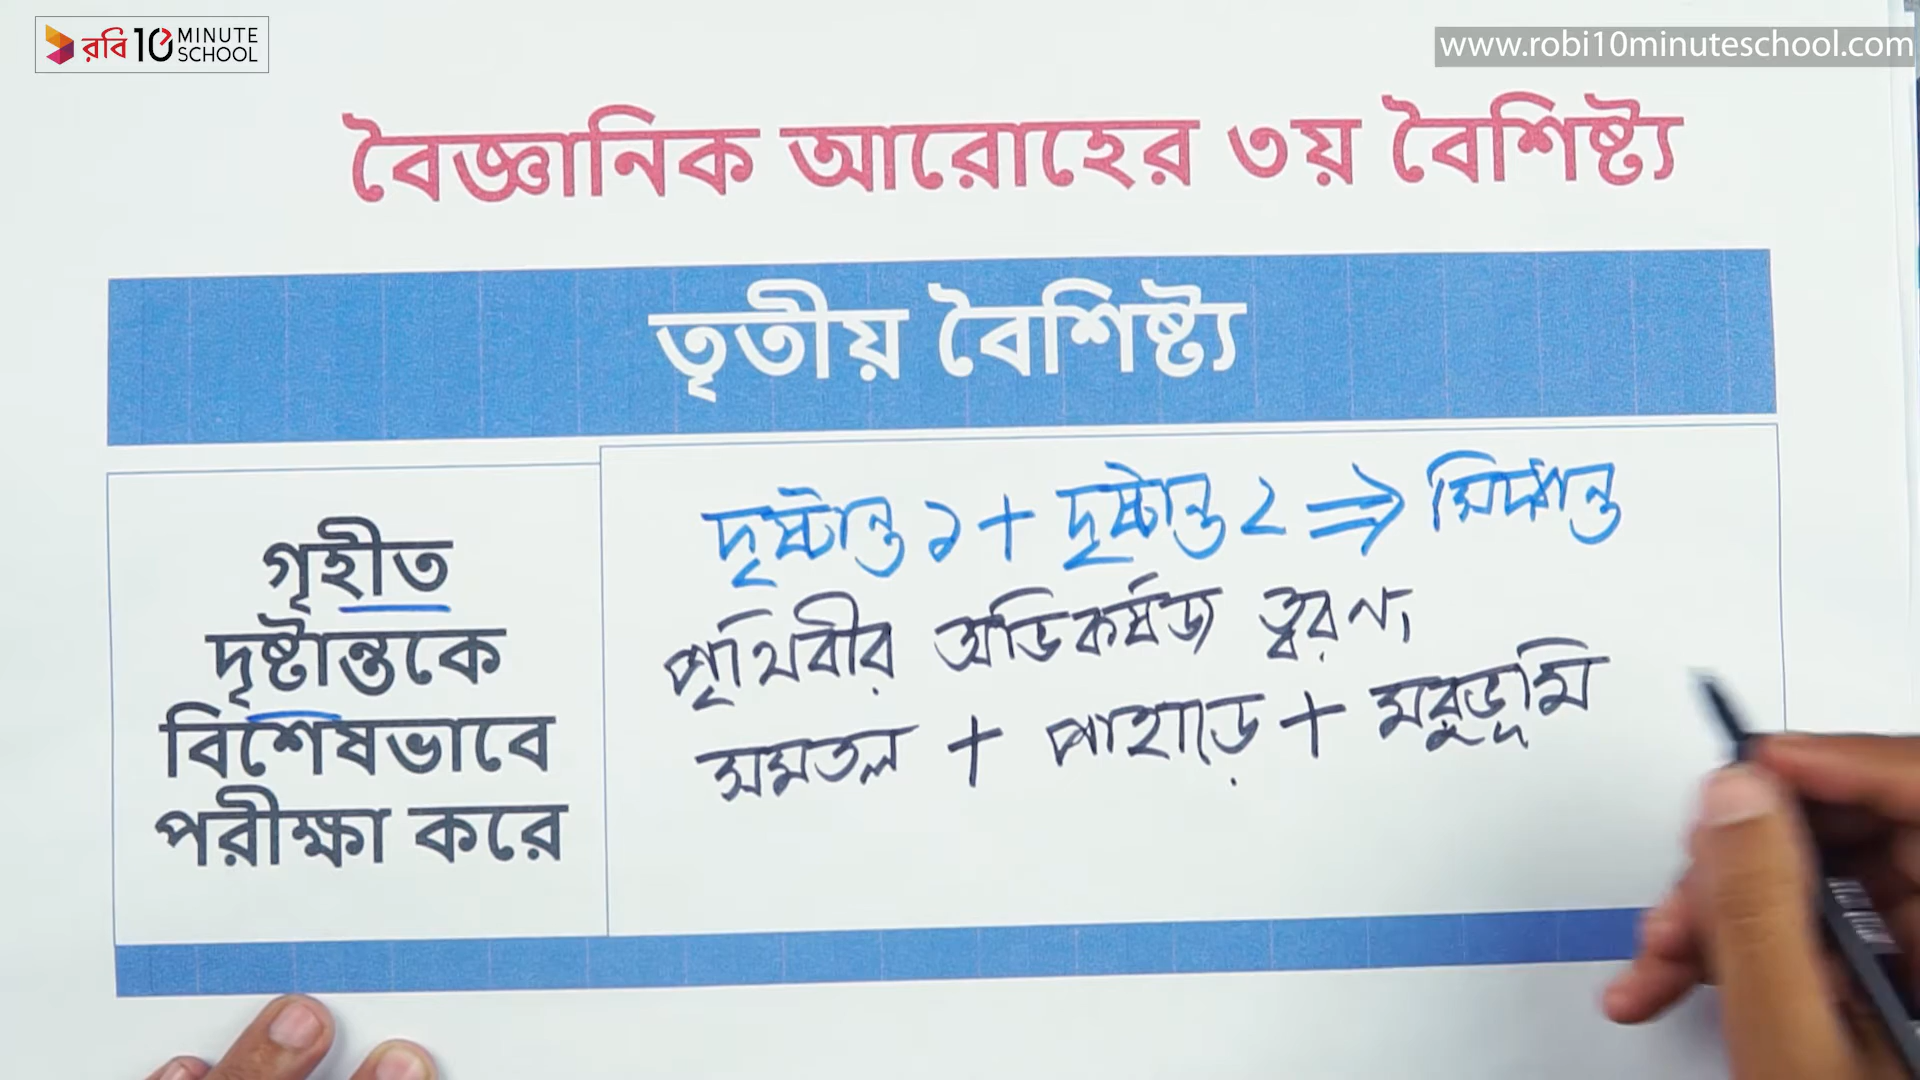 রবি 10 MINUTE SCHOOL
www.robi10minuteschool.com
বৈজ্ঞানিক আরোহের ৩য় বৈশিষ্ট্য
তৃতীয় বৈশিষ্ট্য
গৃহীত
দৃষ্টান্তকে
বিশেষভাবে
পরীক্ষা করে
দৃষ্টান্ত ১ + দৃষ্টান্ত ২ ⇒ সিদ্ধান্ত
পৃথিবীর অভিকর্ষজ ত্বরণ,
সমতল + পাহাড়ে + মরুভূমি